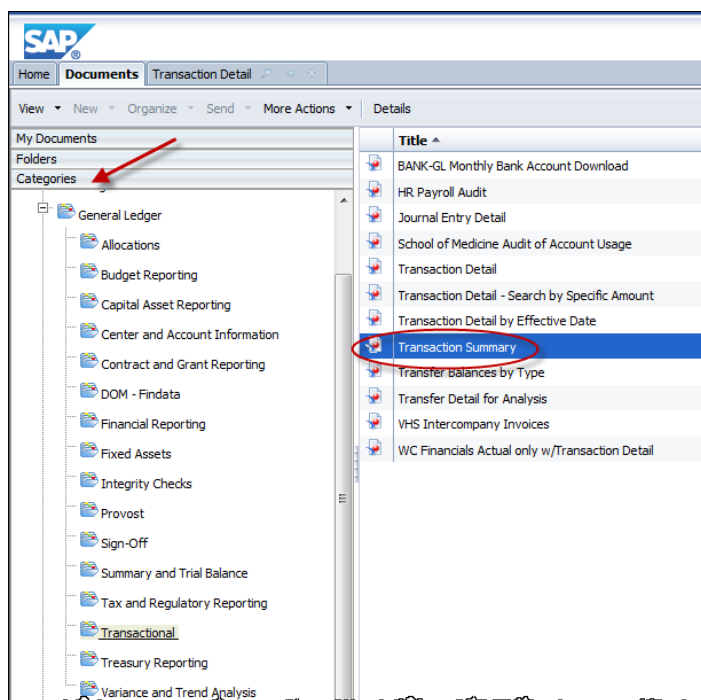 SAP®
Home Documents Transaction Detail
View New Organize Send More Actions Details
My Documents
Folders
Categories
General Ledger
Allocations
Budget Reporting
Capital Asset Reporting
Center and Account Information
Contract and Grant Reporting
DOM - Findata
Financial Reporting
Fixed Assets
Integrity Checks
Provost
Sign-Off
Summary and Trial Balance
Tax and Regulatory Reporting
Transactional
Treasury Reporting
Variance and Trend Analysis
Title
BANK-GL Monthly Bank Account Download
HR Payroll Audit
Journal Entry Detail
School of Medicine Audit of Account Usage
Transaction Detail
Transaction Detail - Search by Specific Amount
Transaction Detail by Effective Date
Transaction Summary
Transfer Balances by Type
Transfer Detail for Analysis
VHS Intercompany Invoices
WC Financials Actual only w/Transaction Detail